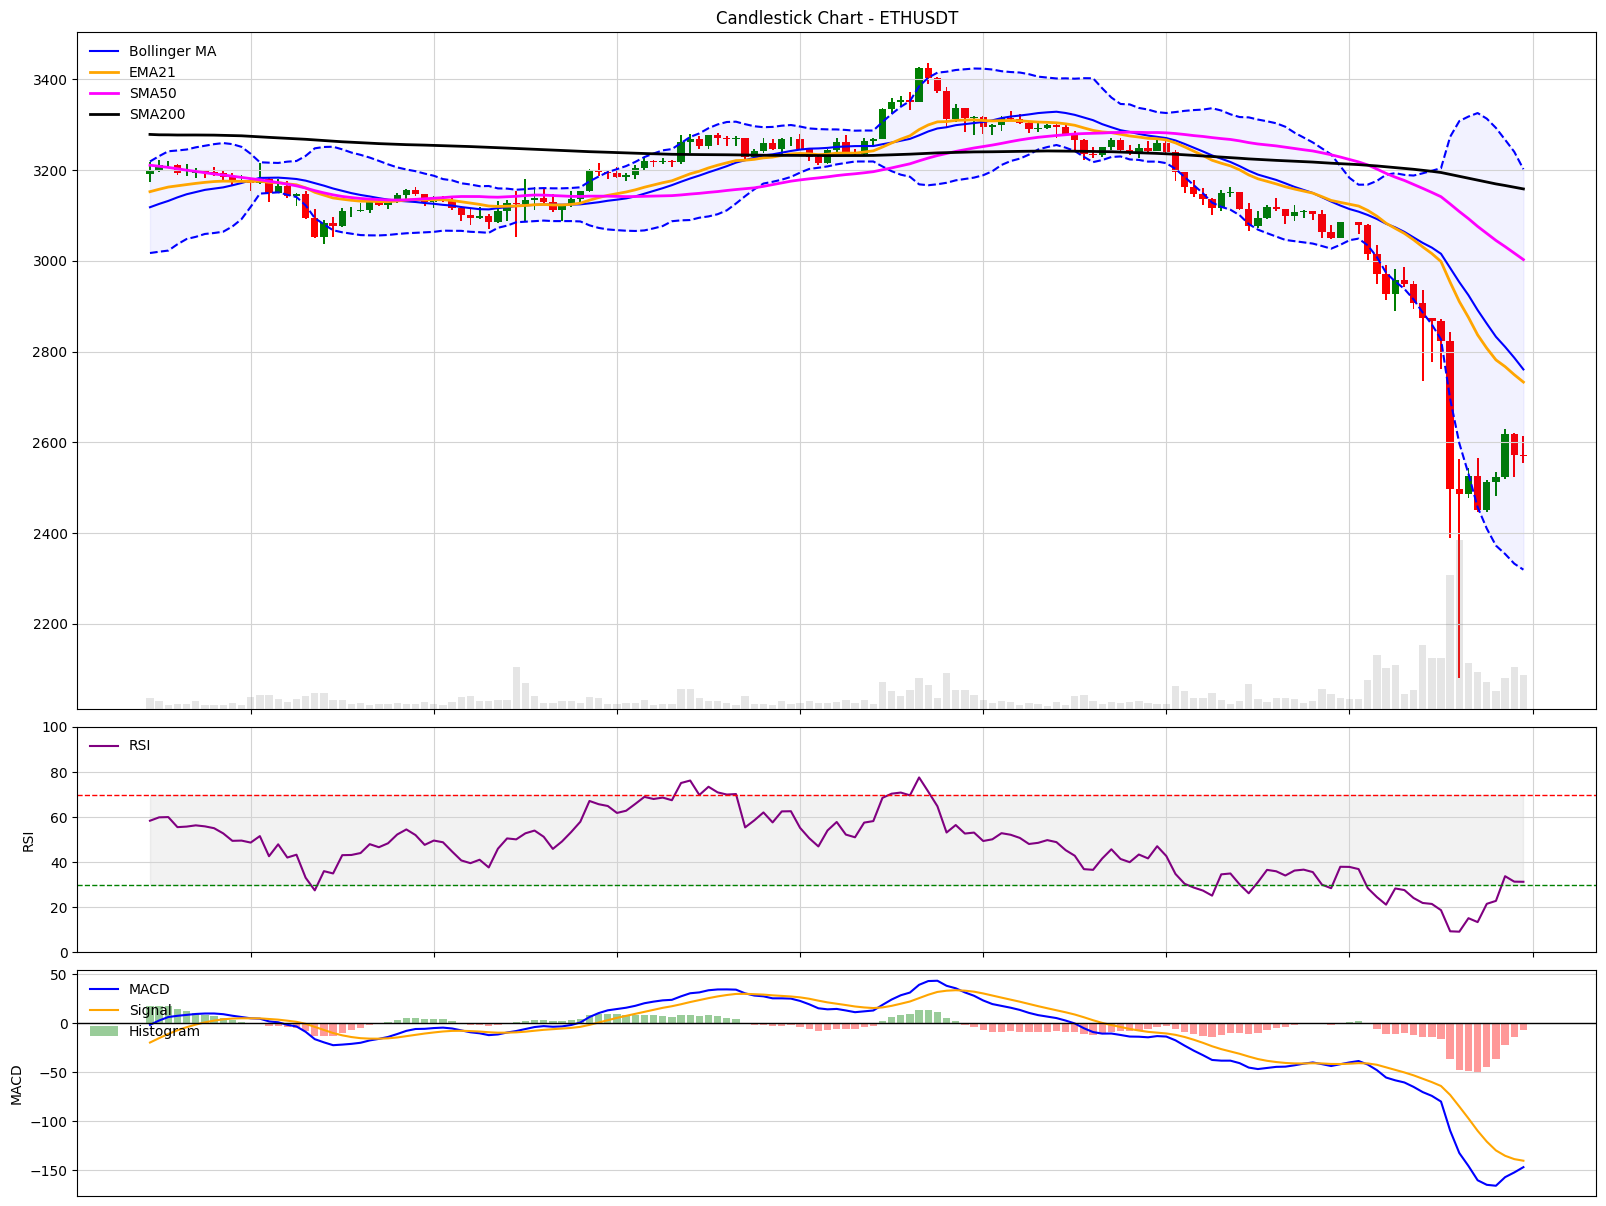 Candlestick Chart - ETHUSDT
Bollinger MA
EMA21
SMA50
SMA200
3400
3200
3000
2800
2600
2400
2200
100
80
60
40
20
0
RSI
RSI
50
0
−50
−100
−150
MACD
MACD
Signal
Histogram